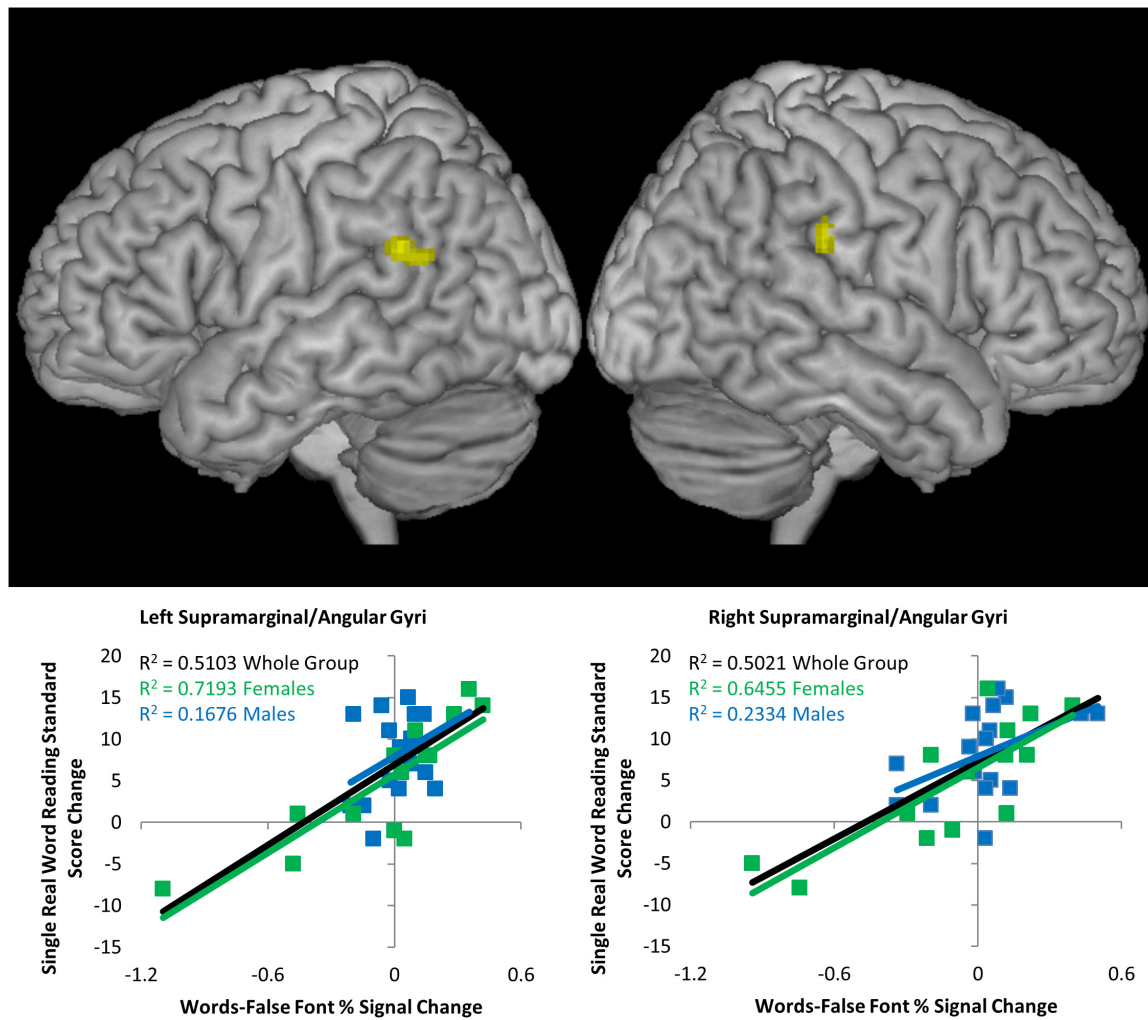 Left Supramarginal/Angular Gyri
R² = 0.5103 Whole Group
R² = 0.7193 Females
R² = 0.1676 Males
Single Real Word Reading Standard
Score Change
20
15
10
5
0
-5
-10
-15
-1.2 -0.6 0 0.6
Words-False Font % Signal Change
Right Supramarginal/Angular Gyri
R² = 0.5021 Whole Group
R² = 0.6455 Females
R² = 0.2334 Males
Single Real Word Reading Standard
Score Change
20
15
10
5
0
-5
-10
-15
-1.2 -0.6 0 0.6
Words-False Font % Signal Change